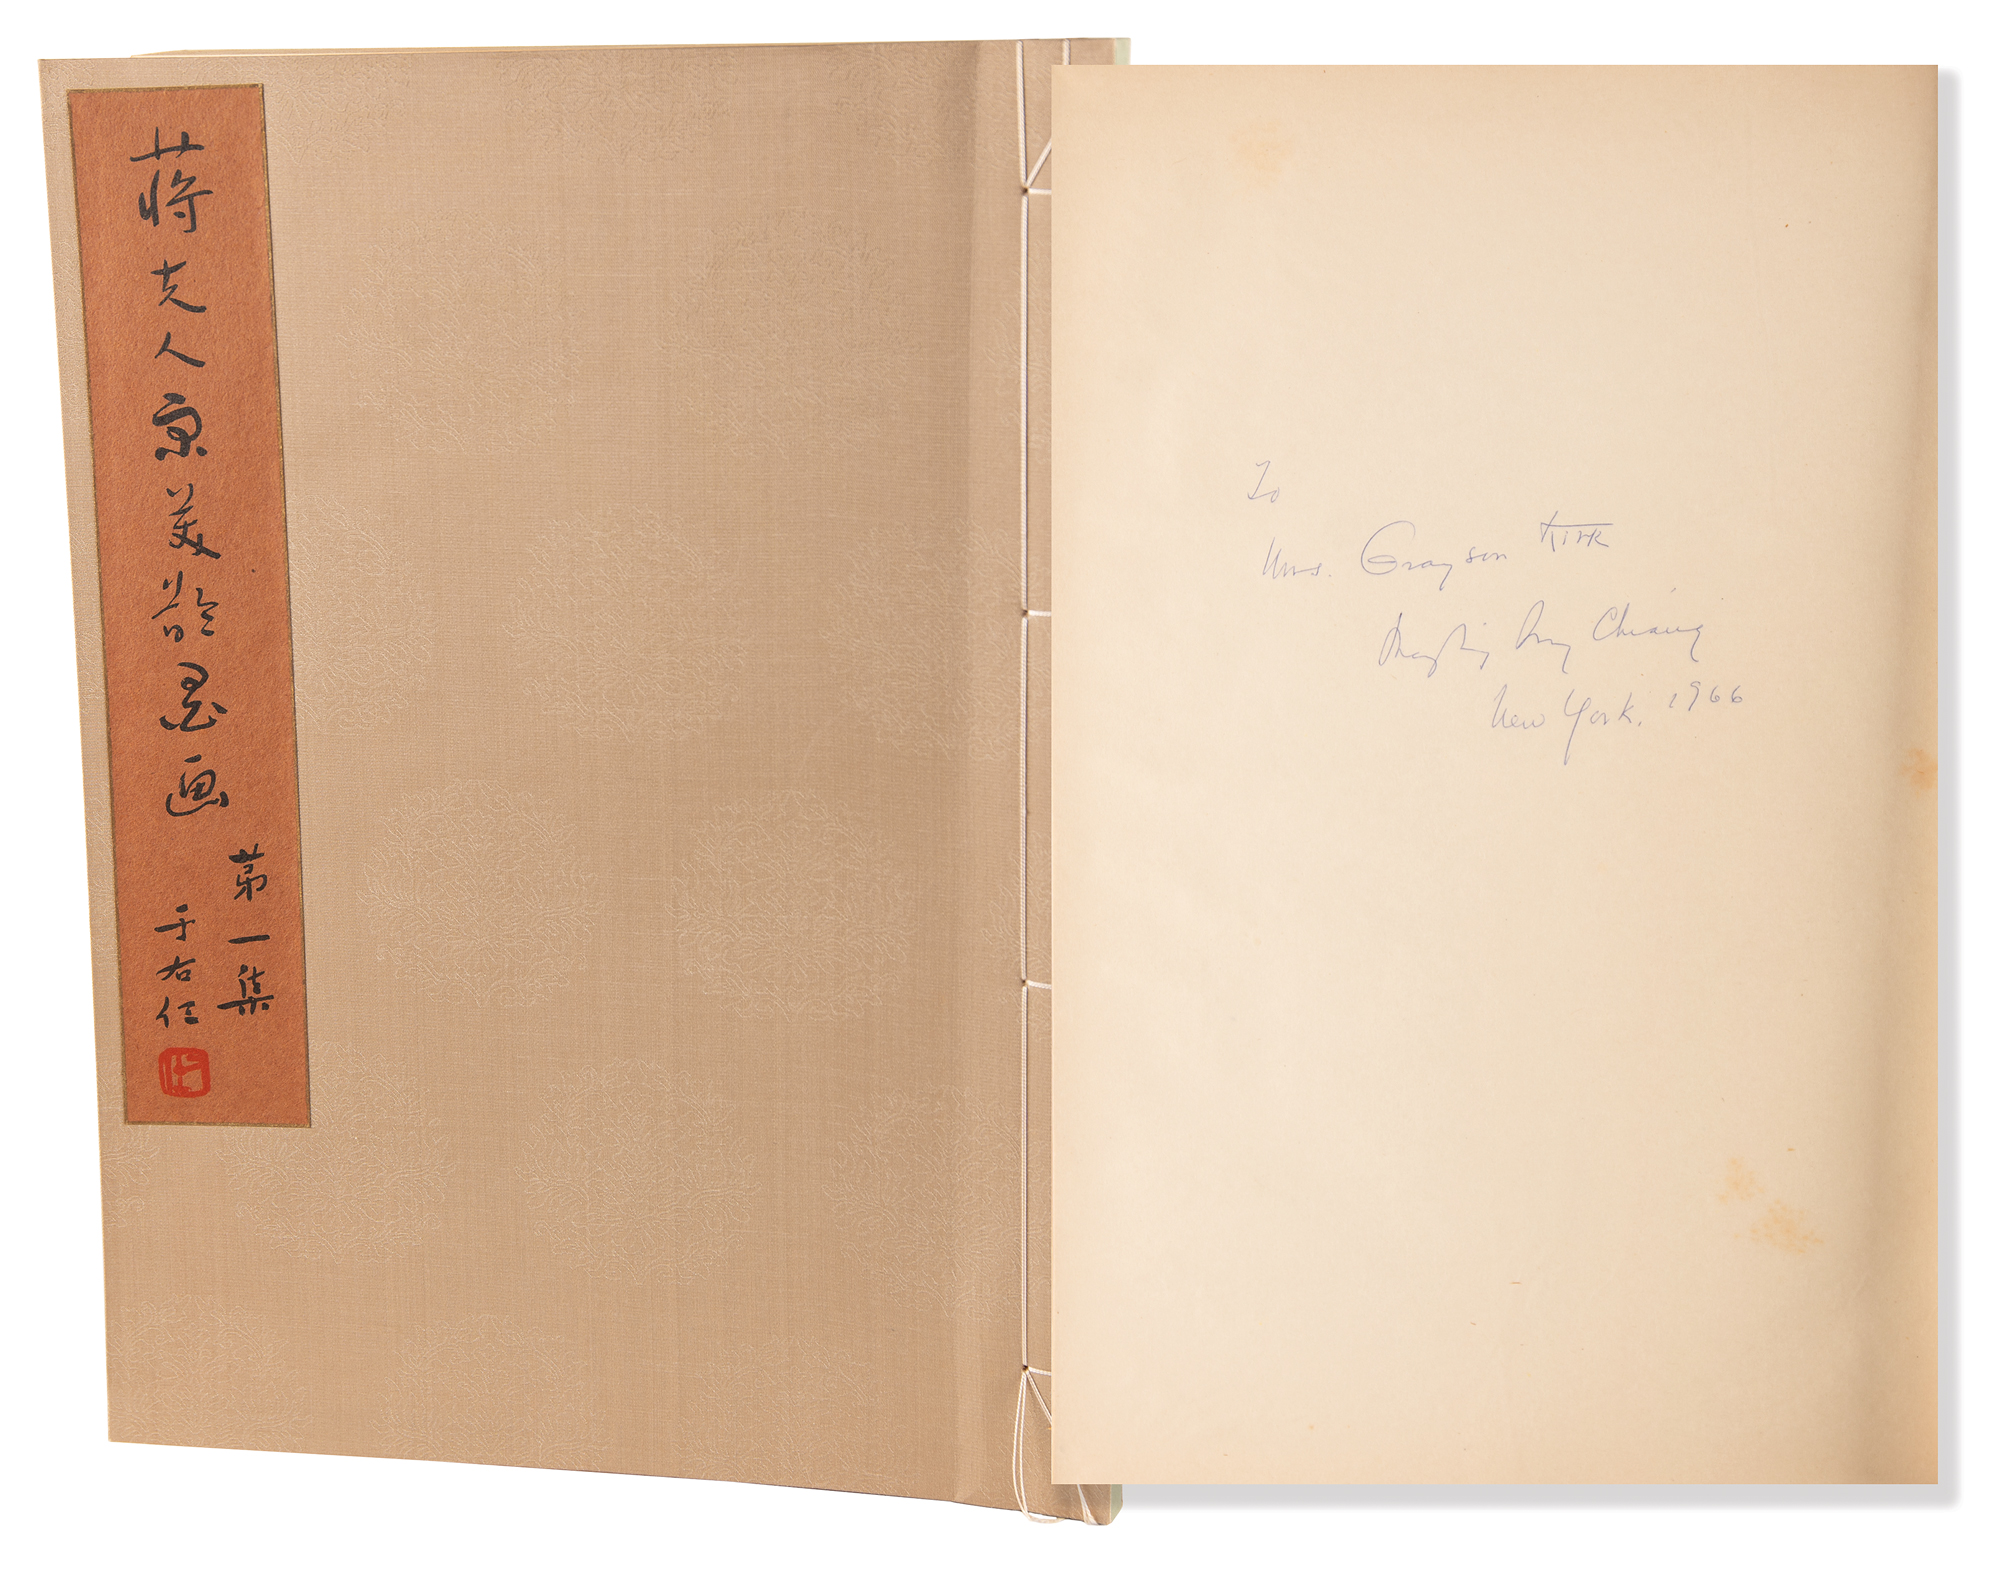 蔣夫人宋美齡墨画
第一集
于右任
To
Mrs. Grayson Kirk
Mayling Soong Chiang
New York. 1966